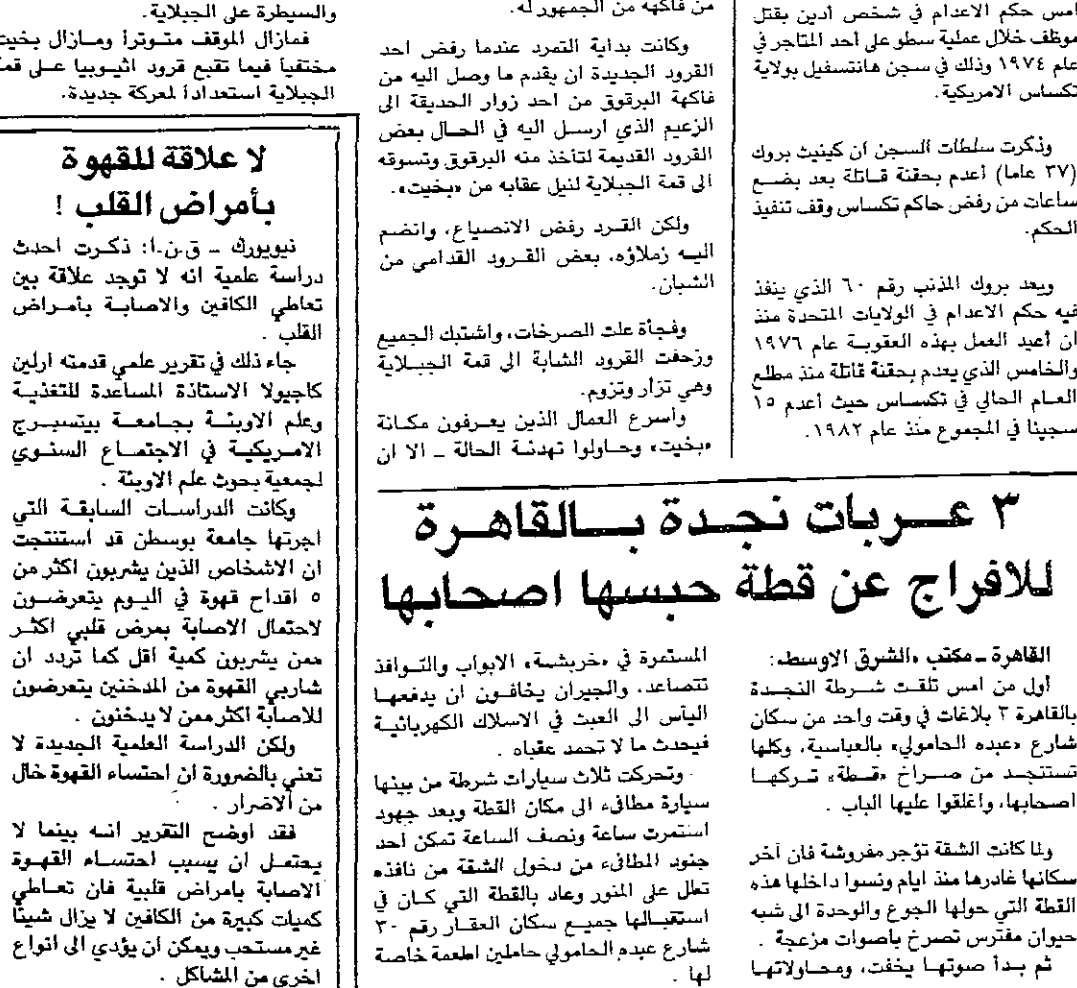 امس حكم الاعدام في شخص ادين بقتل
موظف خلال عملية سطو على أحد المتاجر في
عام ١٩٧٤ وذلك في سجن هانتسفيل بولاية
تكساس الامريكية.
وذكرت سلطات السجن ان كينيث بروك
(٣٧ عاما) أعدم بحقنة قاتلة بعد بضع
ساعات من رفض حاكم تكساس وقف تنفيذ
الحكم.
ويعد بروك المذنب رقم ٦٠ الذي ينفذ
فيه حكم الاعدام في الولايات المتحدة منذ
ان أعيد العمل بهذه العقوبة عام ١٩٧٦
والخامس الذي يعدم بحقنة قاتلة منذ مطلع
العام الحالي في تكساس حيث أعدم ١٥
سجينا في المجموع منذ عام ١٩٨٢.
من فاكهة من الجمهور له.
وكانت بداية التمرد عندما رفض احد
القرود الجديدة ان يقدم ما وصل اليه من
فاكهة البرقوق من احد زوار الحديقة الى
الزعيم الذي ارسل اليه في الحال بعض
القرود القديمة لتأخذ منه البرقوق وتسوقه
الى قمة الجبلاية لنيل عقابه من «بخيت».
ولكن القرد رفض الانصياع، وانضم
اليه زملاؤه، بعض القرود القدامي من
الشبان.
وفجأة علت الصرخات، واشتبك الجميع
وزحفت القرود الشابة الى قمة الجبلاية
وهي تزأر وتزوم.
وأسرع العمال الذين يعرفون مكانة
«بخيت» وحاولوا تهدئة الحالة ـ الا ان
والسيطرة على الجبلاية.
فمازال الموقف متوترا ومازال بخيت
مختفيا فيما تقبع قرود اثيوبيا على قمة
الجبلاية استعدادا لمعركة جديدة.
لا علاقة للقهوة
بأمراض القلب !
نيويورك ـ ق.ن.ا: ذكرت احدث
دراسة علمية انه لا توجد علاقة بين
تعاطي الكافين والاصابة بأمراض
القلب .
جاء ذلك في تقرير علمي قدمته ارلين
كاجيولا الاستاذة المساعدة للتغذية
وعلم الاوبئة بجامعة بيتسبرج
الامريكية في الاجتماع السنوي
لجمعية بحوث علم الاوبئة .
وكانت الدراسات السابقة التي
اجرتها جامعة بوسطن قد استنتجت
ان الاشخاص الذين يشربون اكثر من
٥ اقداح قهوة في اليوم يتعرضون
لاحتمال الاصابة بمرض قلبي اكثر
ممن يشربون كمية اقل كما تردد ان
شاربي القهوة من المدخنين يتعرضون
للاصابة اكثر ممن لا يدخنون .
ولكن الدراسة العلمية الجديدة لا
تعني بالضرورة ان احتساء القهوة خال
من الاضرار .
فقد اوضح التقرير انه بينما لا
يحتمل ان يسبب احتساء القهوة
الاصابة بامراض قلبية فان تعاطي
كميات كبيرة من الكافين لا يزال شيئا
غير مستحب ويمكن ان يؤدي الى انواع
اخرى من المشاكل .
٣ عربات نجدة بالقاهرة
للافراج عن قطة حبسها اصحابها
القاهرة ـ مكتب «الشرق الاوسط»:
أول من امس تلقت شرطة النجدة
بالقاهرة ٣ بلاغات في وقت واحد من سكان
شارع «عبده الحامولي» بالعباسية، وكلها
تستنجد من صراخ «قطة» تركها
اصحابها، واغلقوا عليها الباب .
ولما كانت الشقة تؤجر مفروشة فان آخر
سكانها غادرها منذ ايام ونسوا داخلها هذه
القطة التي حولها الجوع والوحدة الى شبه
حيوان مفترس تصرخ بأصوات مزعجة .
ثم بدأ صوتها يخفت، ومحاولاتها
المستمرة في «خربشة» الابواب والنوافذ
تتصاعد، والجيران يخافون ان يدفعها
اليأس الى العبث في الاسلاك الكهربائية
فيحدث ما لا تحمد عقباه .
وتحركت ثلاث سيارات شرطة من بينها
سيارة مطافىء الى مكان القطة وبعد جهود
استمرت ساعة ونصف الساعة تمكن احد
جنود المطافىء من دخول الشقة من نافذة
تطل على المنور وعاد بالقطة التي كان في
استقبالها جميع سكان العقار رقم ٣٠
شارع عبده الحامولي حاملين اطعمة خاصة
لها .